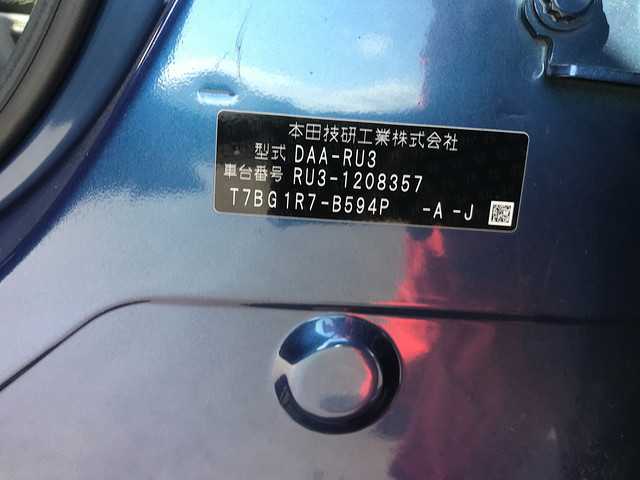 本田技研工業株式会社
型式 DAA-RU3
車台番号 RU3-1208357
T7BG1R7-B594P -A-J